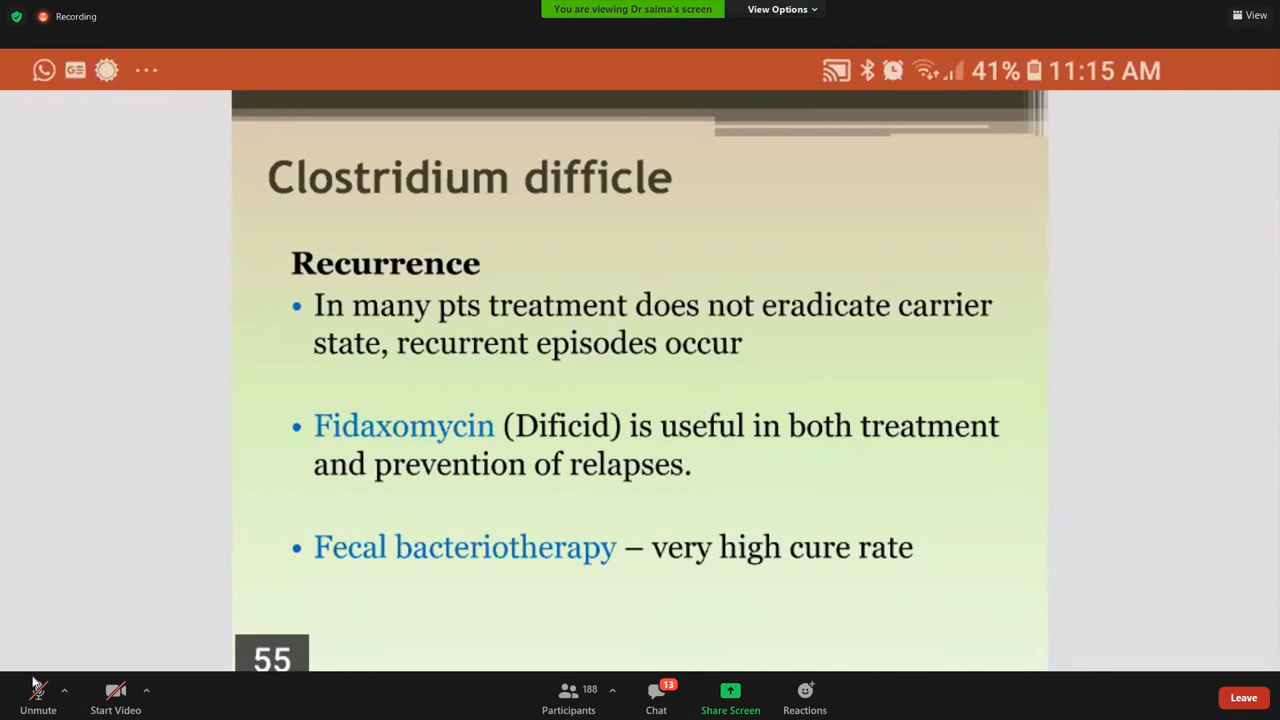 Recording
You are viewing Dr saima's screen
View Options
View
41% 11:15 AM
Clostridium difficle
Recurrence
• In many pts treatment does not eradicate carrier
state, recurrent episodes occur
• Fidaxomycin (Dificid) is useful in both treatment
and prevention of relapses.
• Fecal bacteriotherapy – very high cure rate
55
Unmute
Start Video
188
Participants
13
Chat
Share Screen
Reactions
Leave